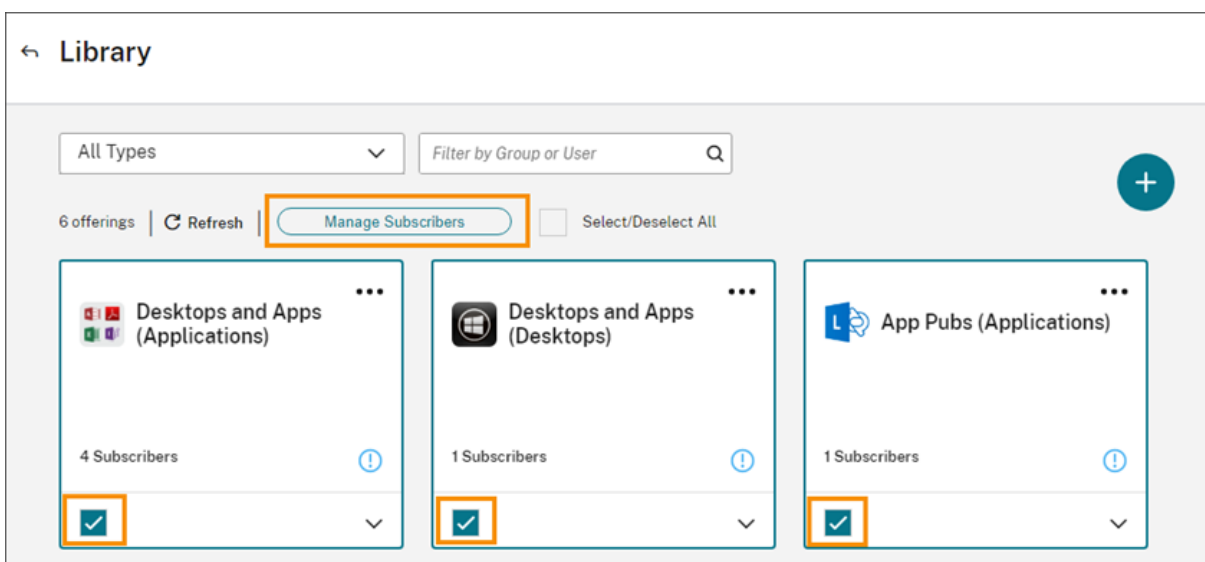 Library
All Types
Filter by Group or User
6 offerings
Refresh
Manage Subscribers
Select/Deselect All
Desktops and Apps
(Applications)
4 Subscribers
Desktops and Apps
(Desktops)
1 Subscribers
L
App Pubs (Applications)
1 Subscribers